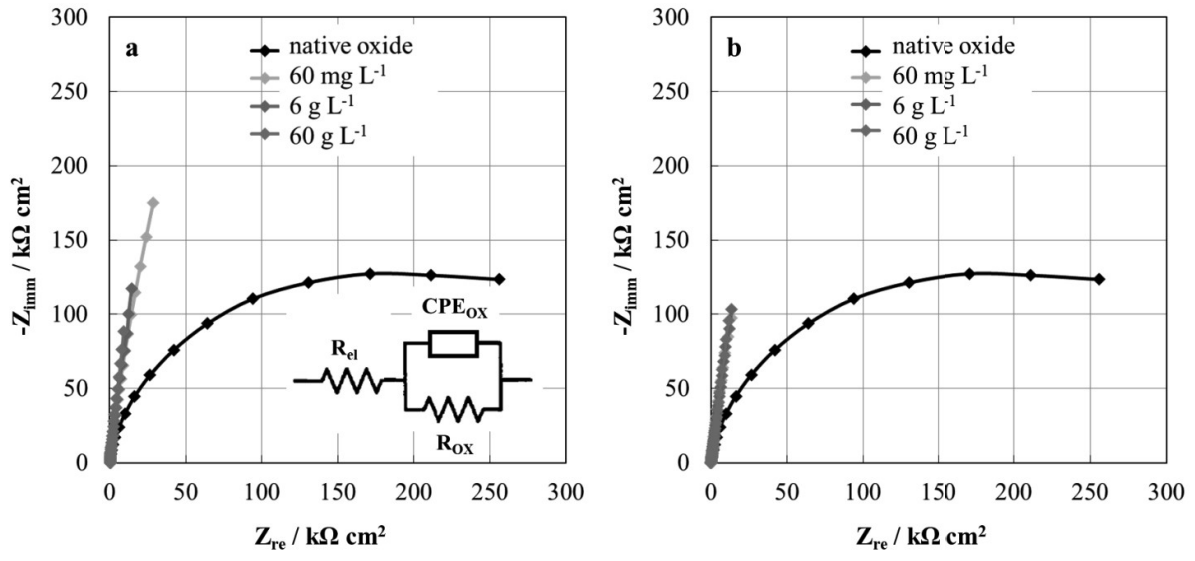 a
native oxide
60 mg L⁻¹
6 g L⁻¹
60 g L⁻¹
300
250
200
150
100
50
0
-Zimm / kΩ cm²
CPEOX
Rel
ROX
0 50 100 150 200 250 300
Zre / kΩ cm²
b
native oxide
60 mg L⁻¹
6 g L⁻¹
60 g L⁻¹
300
250
200
150
100
50
0
-Zimm / kΩ cm²
0 50 100 150 200 250 300
Zre / kΩ cm²